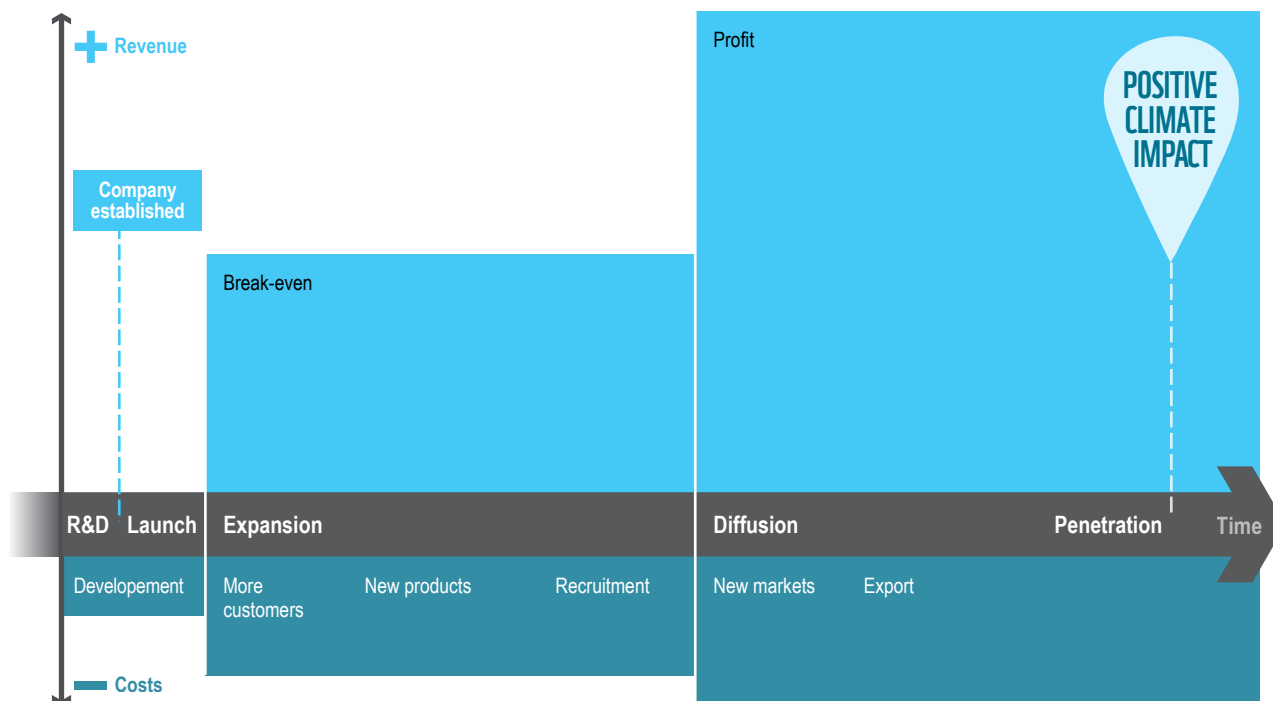 Revenue
Profit
POSITIVE
CLIMATE
IMPACT
Company
established
Break-even
R&D Launch Expansion Diffusion Penetration Time
Developement
More
customers
New products
Recruitment
New markets
Export
Costs